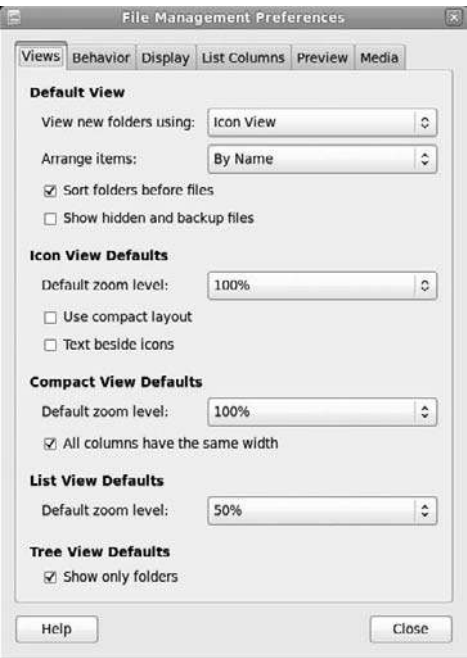 File Management Preferences
Views Behavior Display List Columns Preview Media
Default View
View new folders using: Icon View
Arrange items: By Name
Sort folders before files
Show hidden and backup files
Icon View Defaults
Default zoom level: 100%
Use compact layout
Text beside icons
Compact View Defaults
Default zoom level: 100%
All columns have the same width
List View Defaults
Default zoom level: 50%
Tree View Defaults
Show only folders
Help Close